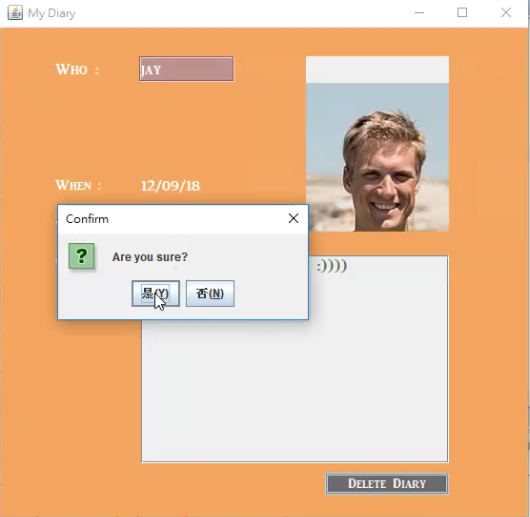 My Diary
WHO :
JAY
WHEN :
12/09/18
Confirm
Are you sure?
是(Y)
否(N)
:))))
DELETE DIARY